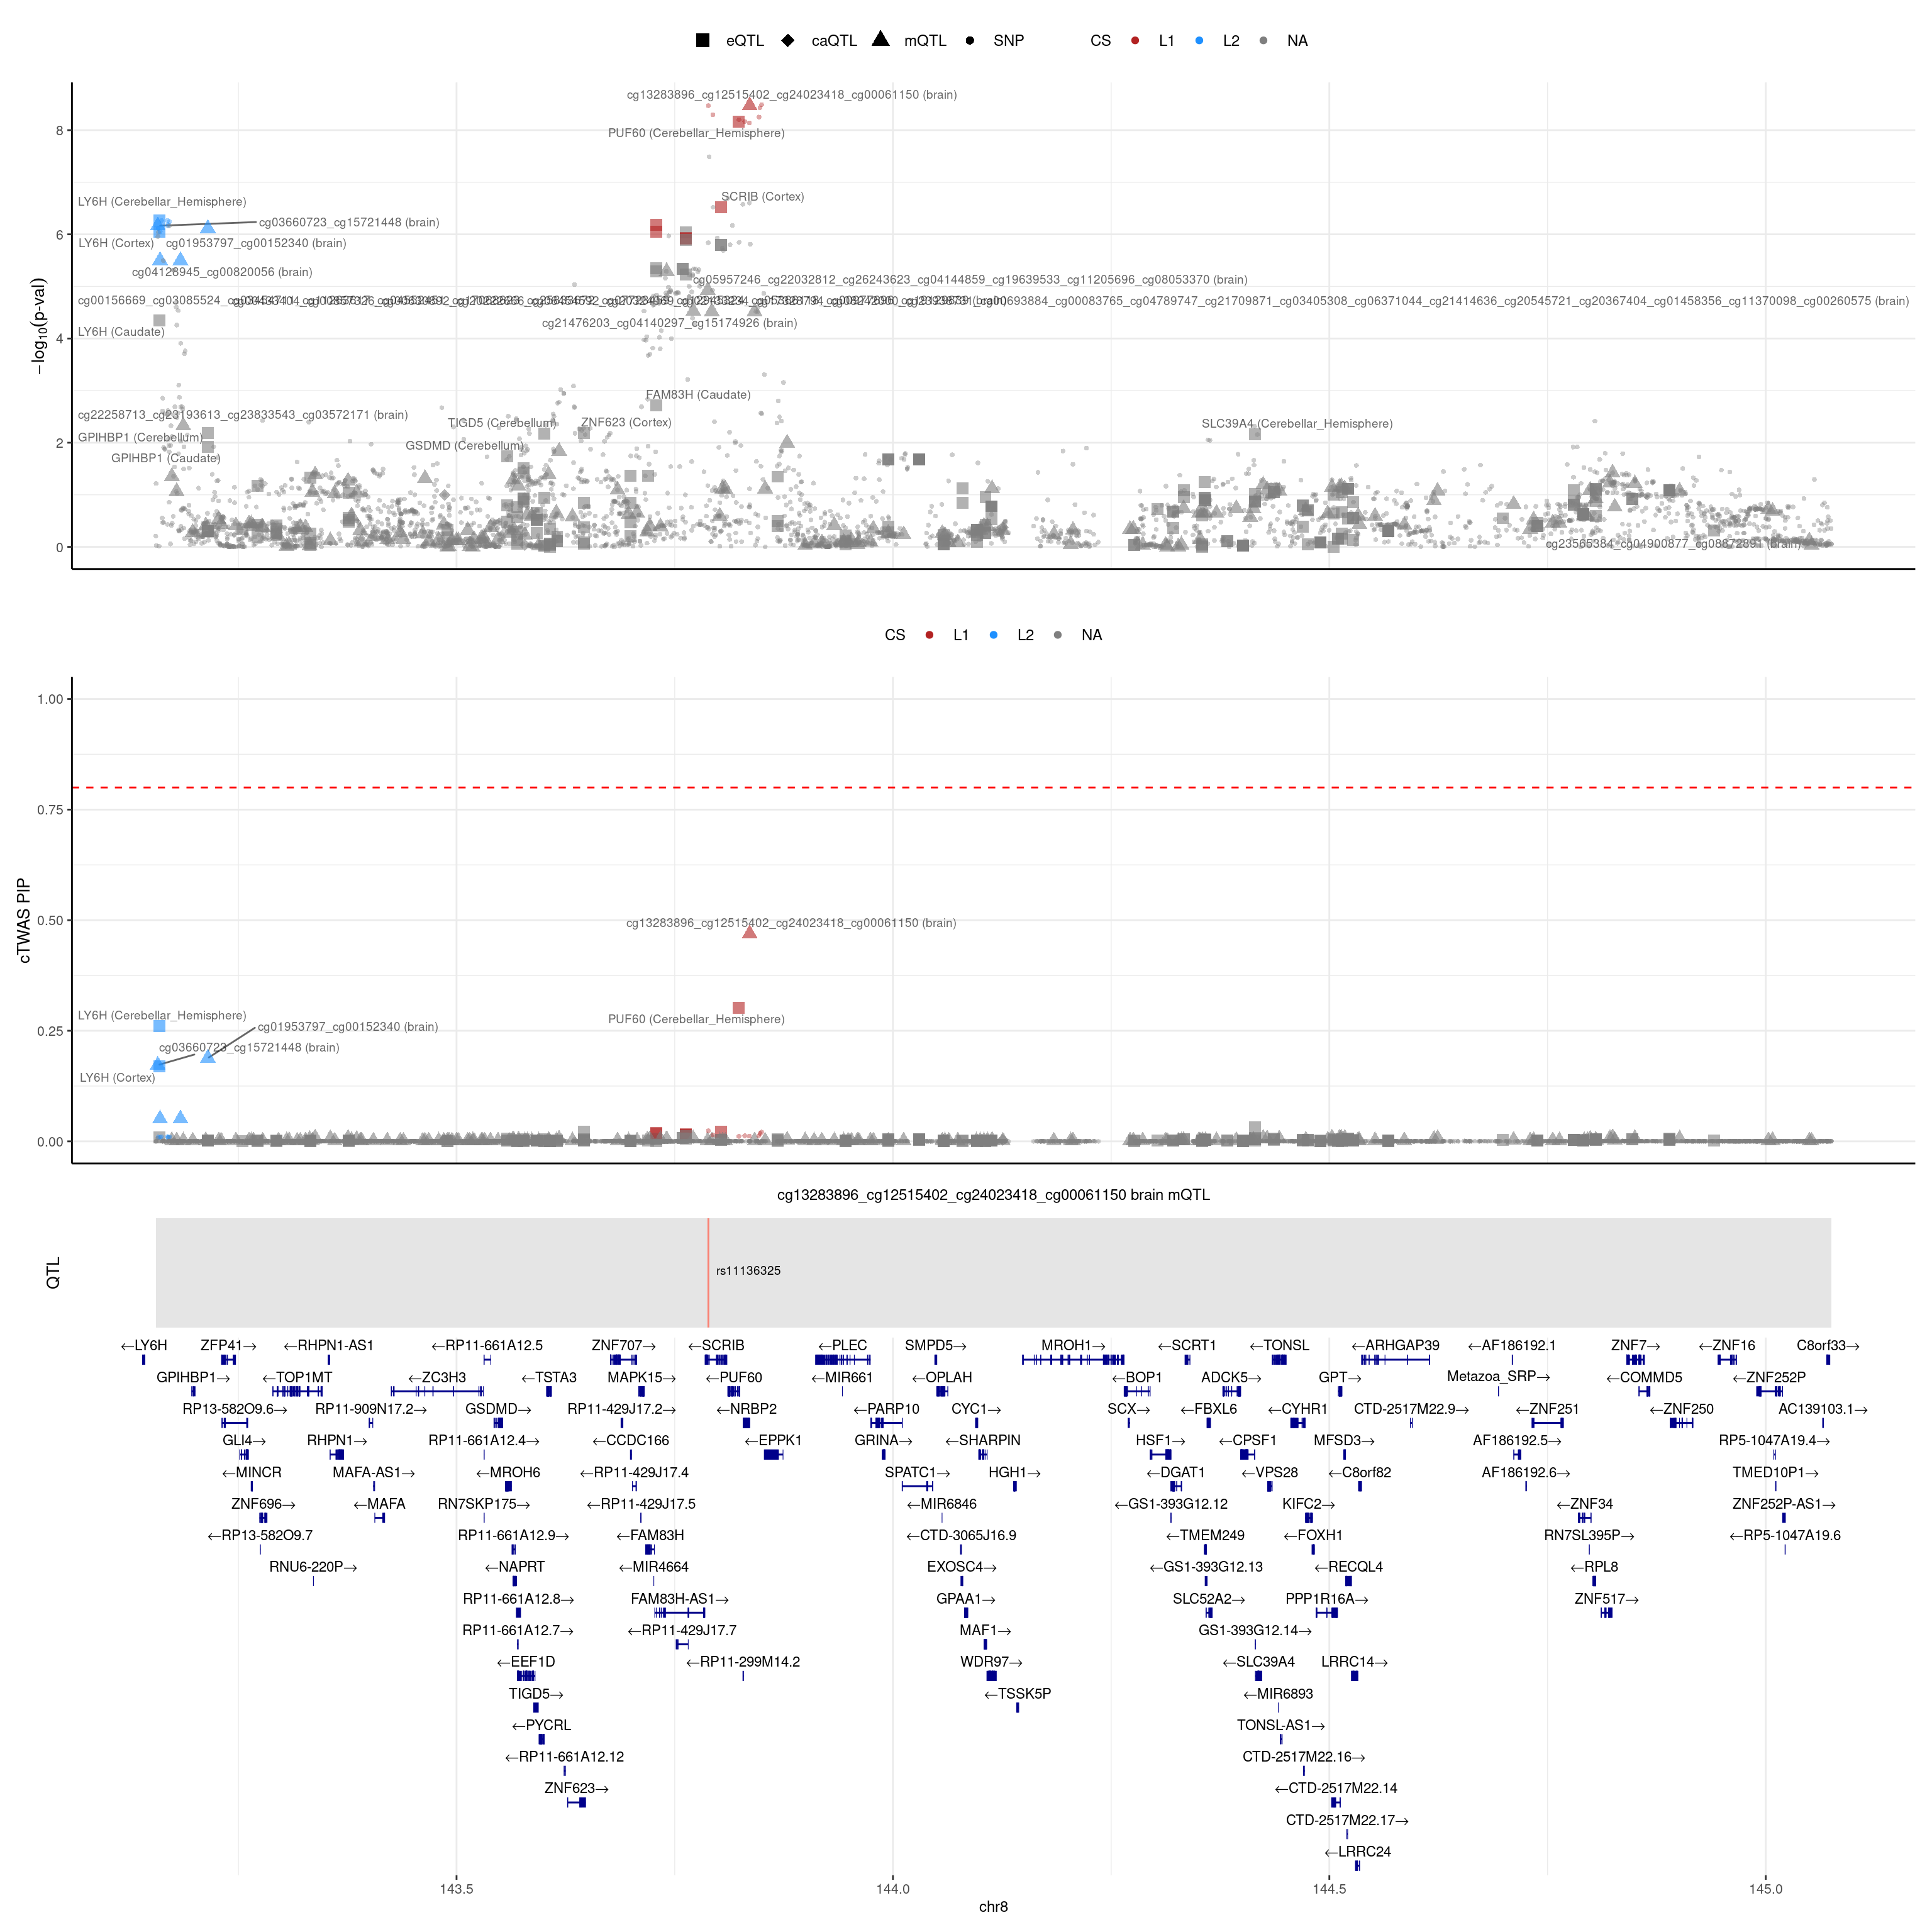 eQTL caQTL mQTL SNP CS L1 L2 NA
cg13283896_cg12515402_cg24023418_cg00061150 (brain)
8
PUF60 (Cerebellar_Hemisphere)
LY6H (Cerebellar_Hemisphere)
SCRIB (Cortex)
cg03660723_cg15721448 (brain)
6
LY6H (Cortex)
cg01953797_cg00152340 (brain)
cg04128945_cg00820056 (brain)
cg05957246_cg22032812_cg26243623_cg04144859_cg19639533_cg11205696_cg08053370 (brain)
cg21476203_cg04140297_cg15174926 (brain)
LY6H (Caudate)
4
−log10(p-val)
FAM83H (Caudate)
cg22258713_cg23193613_cg23833543_cg03572171 (brain)
TIGD5 (Cerebellum)
ZNF623 (Cortex)
SLC39A4 (Cerebellar_Hemisphere)
GPIHBP1 (Cerebellum)
2
GSDMD (Cerebellum)
GPIHBP1 (Caudate)
0
cg23565384_cg04900877_cg08872891 (brain)
CS L1 L2 NA
1.00
0.75
cTWAS PIP
0.50
cg13283896_cg12515402_cg24023418_cg00061150 (brain)
LY6H (Cerebellar_Hemisphere)
PUF60 (Cerebellar_Hemisphere)
cg01953797_cg00152340 (brain)
0.25
cg03660723_cg15721448 (brain)
LY6H (Cortex)
0.00
cg13283896_cg12515402_cg24023418_cg00061150 brain mQTL
QTL
rs11136325
←LY6H ZFP41→ ←RHPN1-AS1 ←RP11-661A12.5 ZNF707→ ←SCRIB ←PLEC SMPD5→ MROH1→ ←SCRT1 ←TONSL ←ARHGAP39 ←AF186192.1 ZNF7→ ←ZNF16 C8orf33→
GPIHBP1→ ←TOP1MT ←ZC3H3 ←TSTA3 MAPK15→ ←PUF60 ←MIR661 ←OPLAH ←BOP1 ADCK5→ GPT→ Metazoa_SRP→ ←COMMD5 ←ZNF252P
RP13-582O9.6→ RP11-909N17.2→ GSDMD→ RP11-429J17.2→ ←NRBP2 ←PARP10 CYC1→ SCX→ ←FBXL6 ←CYHR1 CTD-2517M22.9→ ←ZNF251 ←ZNF250 AC139103.1→
GLI4→ RHPN1→ RP11-661A12.4→ ←CCDC166 ←EPPK1 GRINA→ ←SHARPIN HSF1→ ←CPSF1 MFSD3→ AF186192.5→ RP5-1047A19.4→
←MINCR MAFA-AS1→ ←MROH6 ←RP11-429J17.4 SPATC1→ HGH1→ ←DGAT1 ←VPS28 ←C8orf82 AF186192.6→ TMED10P1→
ZNF696→ ←MAFA RN7SKP175→ ←RP11-429J17.5 ←MIR6846 ←GS1-393G12.12 KIFC2→ ←ZNF34 ZNF252P-AS1→
←RP13-582O9.7 RP11-661A12.9→ ←FAM83H ←CTD-3065J16.9 ←TMEM249 ←FOXH1 RN7SL395P→ ←RP5-1047A19.6
RNU6-220P→ ←NAPRT ←MIR4664 EXOSC4→ ←GS1-393G12.13 ←RECQL4 ←RPL8
RP11-661A12.8→ FAM83H-AS1→ GPAA1→ SLC52A2→ PPP1R16A→ ZNF517→
RP11-661A12.7→ ←RP11-429J17.7 MAF1→ GS1-393G12.14→
←EEF1D ←RP11-299M14.2 WDR97→ ←SLC39A4 LRRC14→
TIGD5→ ←TSSK5P ←MIR6893
←PYCRL TONSL-AS1→
←RP11-661A12.12 CTD-2517M22.16→
ZNF623→ ←CTD-2517M22.14
CTD-2517M22.17→
←LRRC24
143.5 144.0 144.5 145.0
chr8